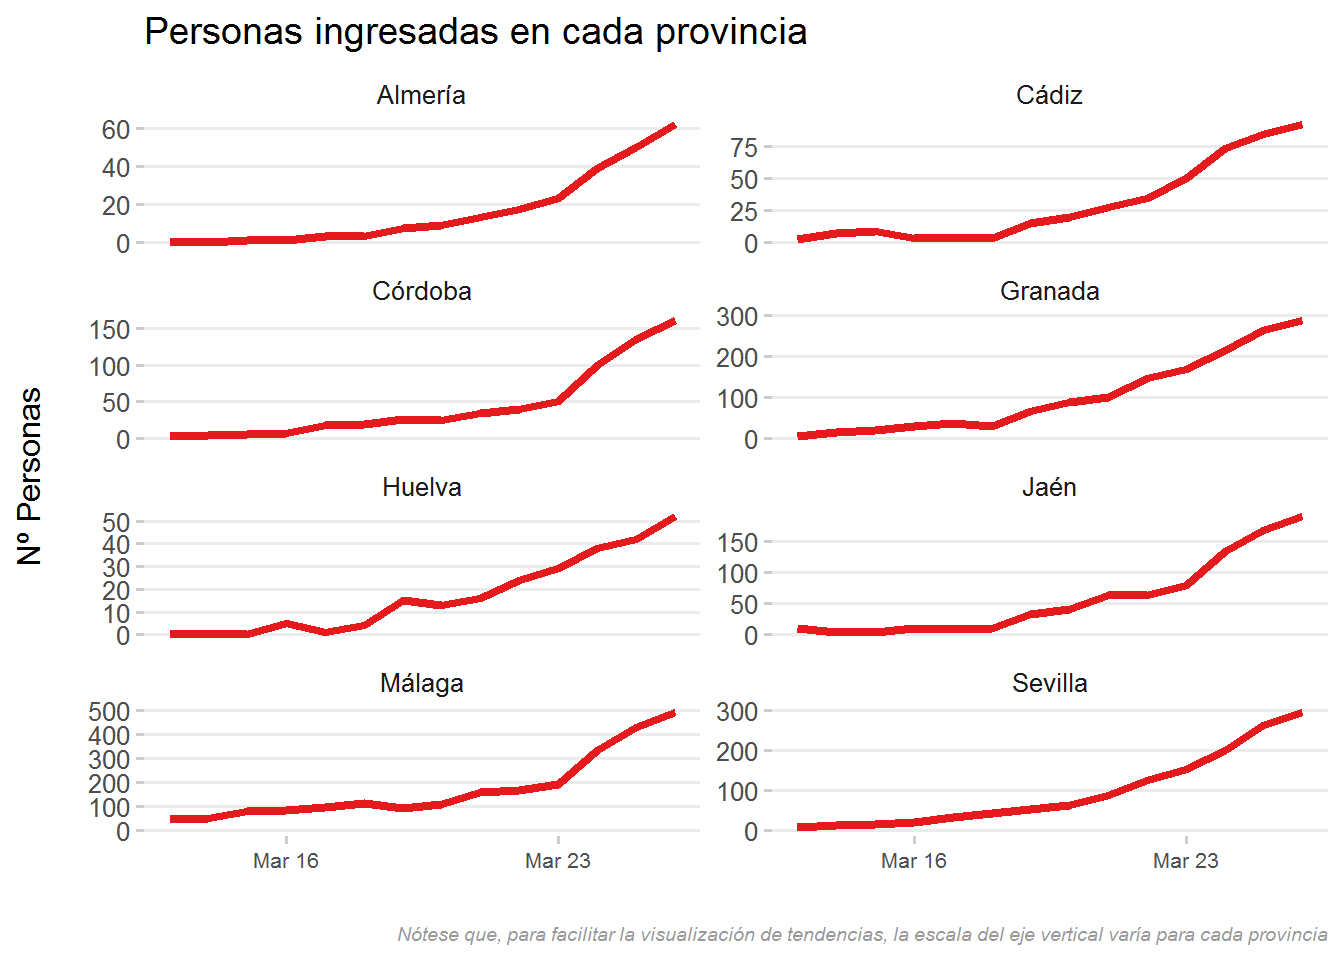 Personas ingresadas en cada provincia
Nº Personas
Almería
60
40
20
0
Cádiz
75
50
25
0
Córdoba
150
100
50
0
Granada
300
200
100
0
Huelva
50
40
30
20
10
0
Jaén
150
100
50
0
Málaga
500
400
300
200
100
0
Mar 16
Mar 23
Sevilla
300
200
100
0
Mar 16
Mar 23
Nótese que, para facilitar la visualización de tendencias, la escala del eje vertical varía para cada provincia